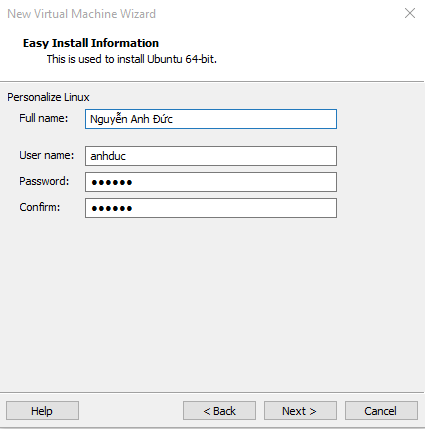 New Virtual Machine Wizard
Easy Install Information
This is used to install Ubuntu 64-bit.
Personalize Linux
Full name: Nguyễn Anh Đức
User name: anhduc
Password: ●●●●●●
Confirm: ●●●●●●
Help < Back Next > Cancel